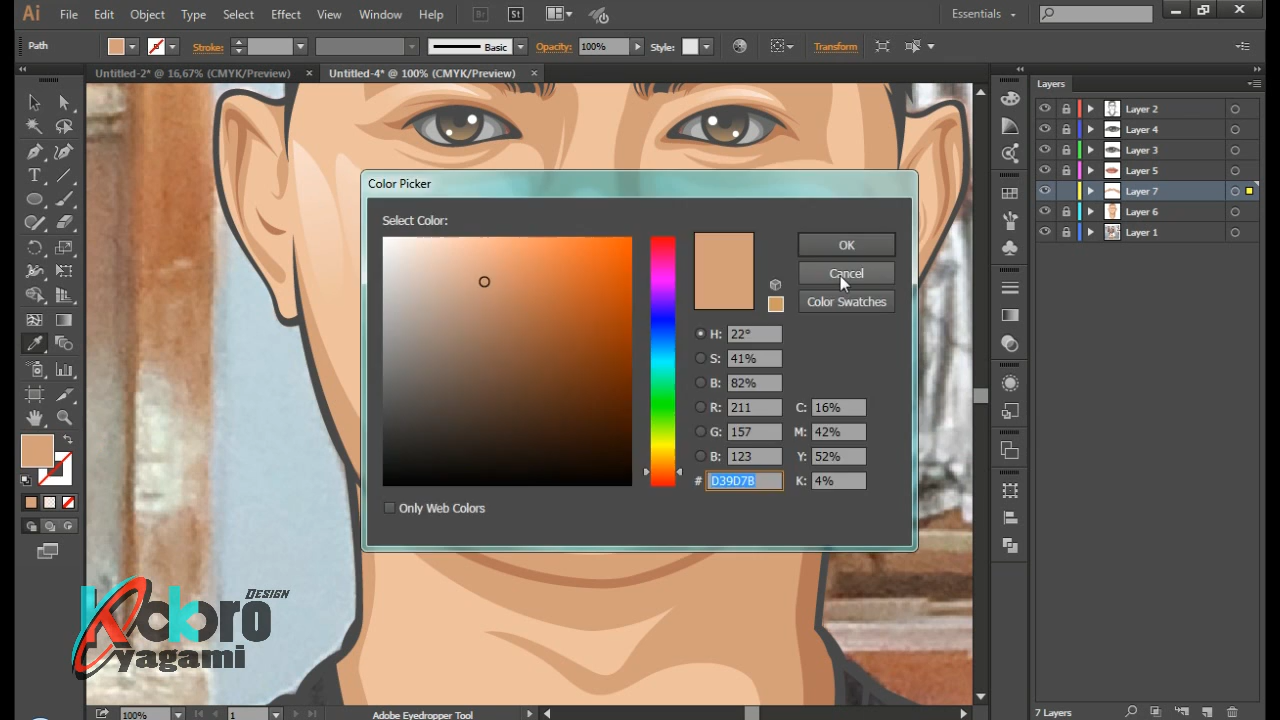 Ai File Edit Object Type Select Effect View Window Help Br St Essentials
Path Stroke: Basic Opacity: 100% Style: Transform
Untitled-2* @ 16,67% (CMYK/Preview) × Untitled-4* @ 100% (CMYK/Preview) ×
Layers
Layer 2
Layer 4
Layer 3
Layer 5
Layer 7
Layer 6
Layer 1
Color Picker
Select Color:
OK
Cancel
Color Swatches
H: 22°
S: 41%
B: 82%
R: 211 C: 16%
G: 157 M: 42%
B: 123 Y: 52%
# D39D7B K: 4%
Only Web Colors
Design
Kokoro
yagami
100% 1 Adobe Eyedropper Tool
7 Layers